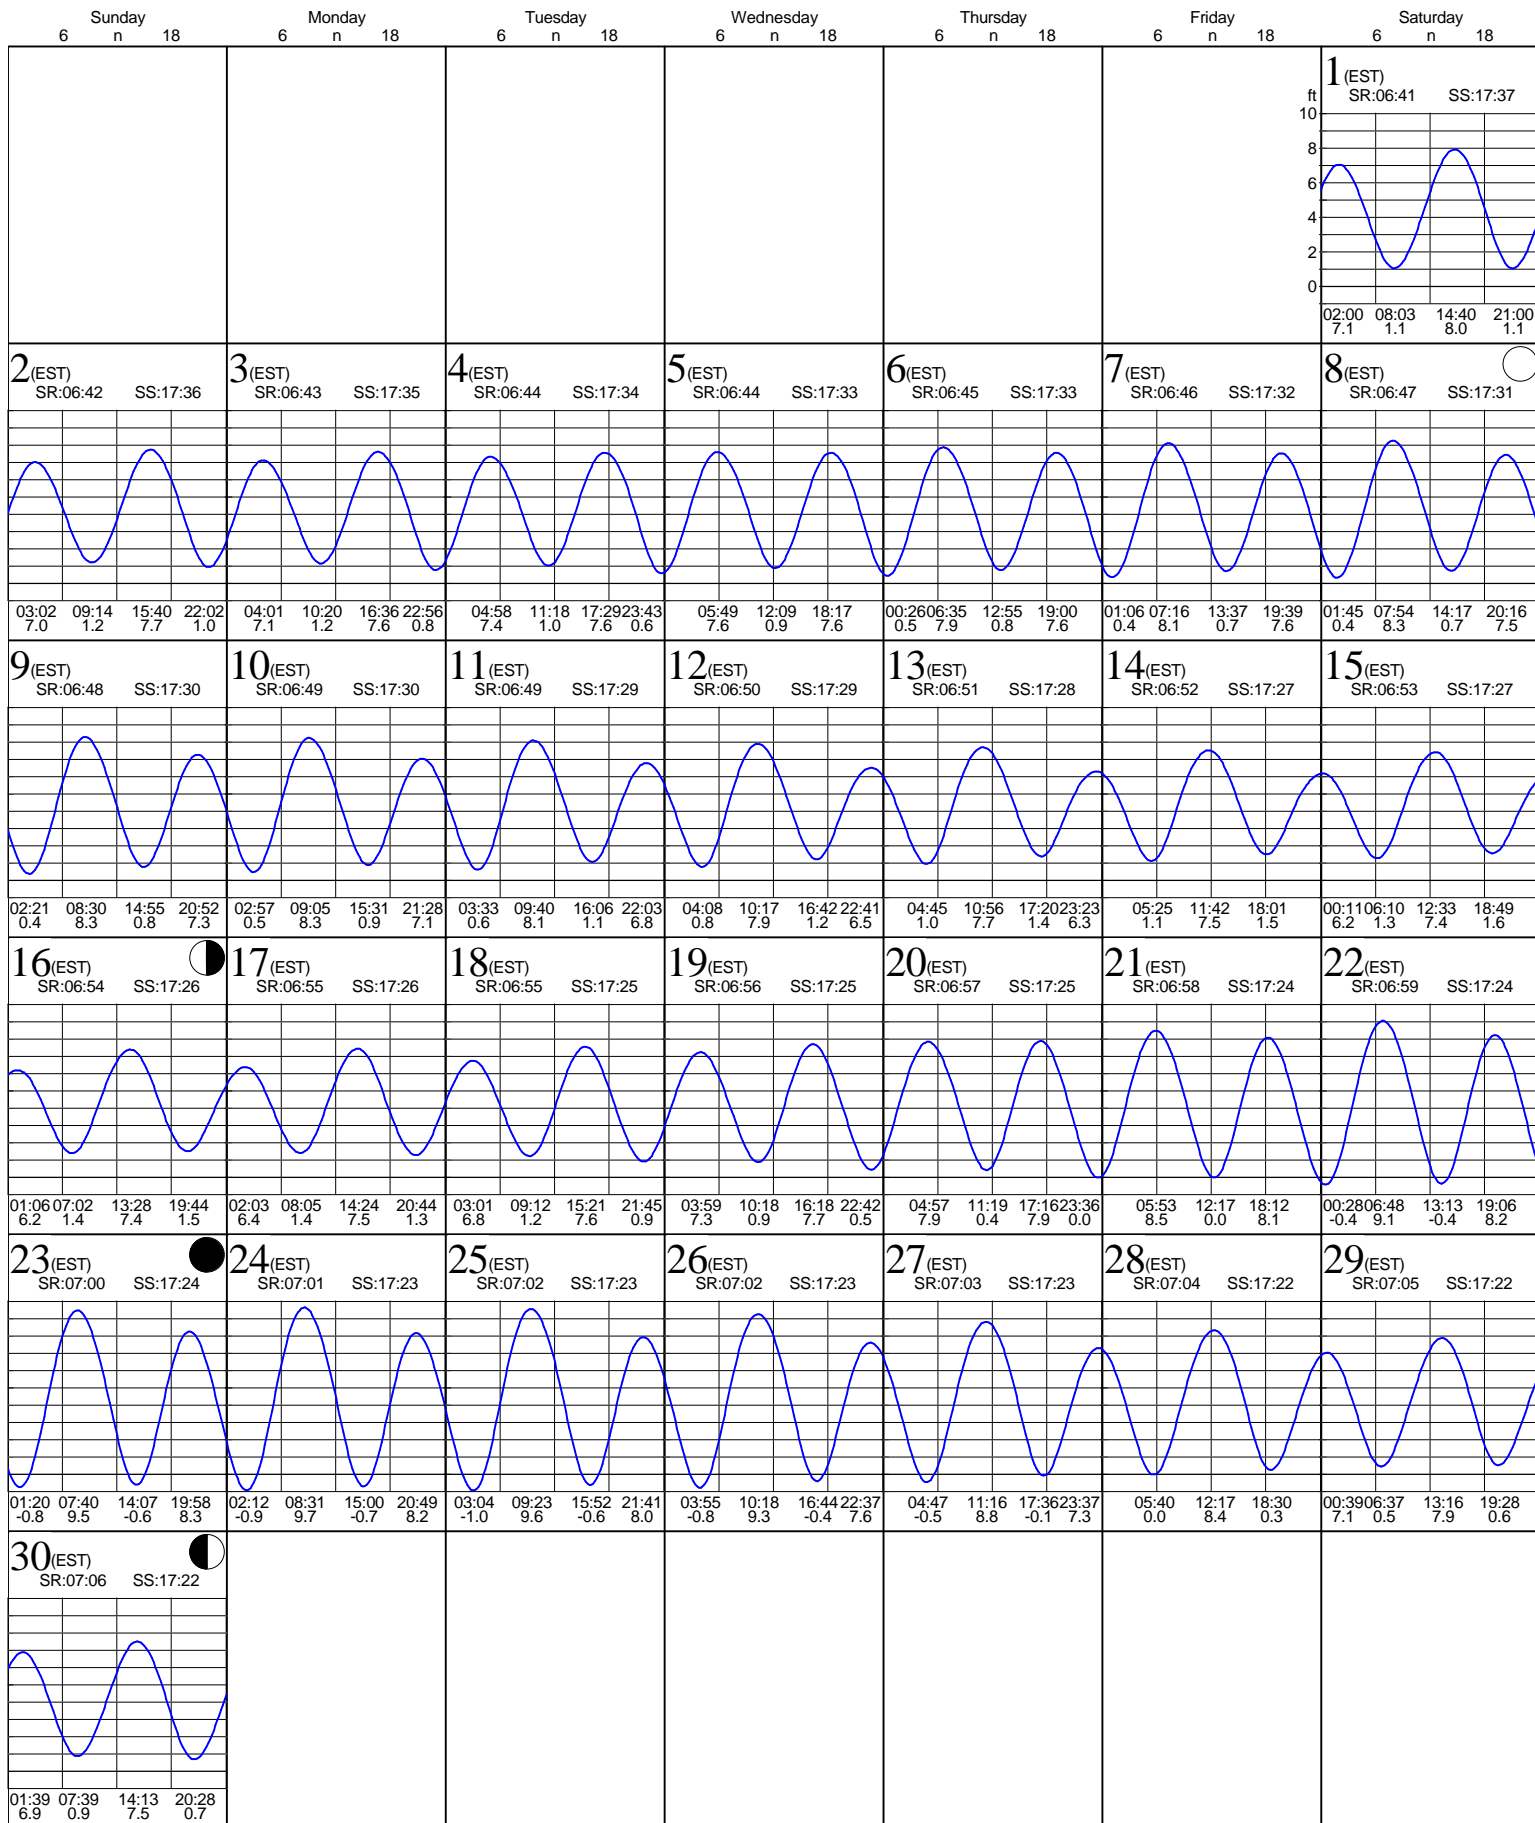 Sunday Monday Tuesday Wednesday Thursday Friday Saturday
6 n 18 6 n 18 6 n 18 6 n 18 6 n 18 6 n 18 6 n 18
1(EST)
ft SR:06:41 SS:17:37
10
8
6
4
2
0
02:00 08:03 14:40 21:00
7.1 1.1 8.0 1.1
2(EST) 3(EST) 4(EST) 5(EST) 6(EST) 7(EST) 8(EST)
SR:06:42 SS:17:36 SR:06:43 SS:17:35 SR:06:44 SS:17:34 SR:06:44 SS:17:33 SR:06:45 SS:17:33 SR:06:46 SS:17:32 SR:06:47 SS:17:31
03:02 09:14 15:40 22:02 04:01 10:20 16:36 22:56 04:58 11:18 17:29 23:43 05:49 12:09 18:17 00:26 06:35 12:55 19:00 01:06 07:16 13:37 19:39 01:45 07:54 14:17 20:16
7.0 1.2 7.7 1.0 7.1 1.2 7.6 0.8 7.4 1.0 7.6 0.6 7.6 0.9 7.6 0.5 7.9 0.8 7.6 0.4 8.1 0.7 7.6 0.4 8.3 0.7 7.5
9(EST) 10(EST) 11(EST) 12(EST) 13(EST) 14(EST) 15(EST)
SR:06:48 SS:17:30 SR:06:49 SS:17:30 SR:06:49 SS:17:29 SR:06:50 SS:17:29 SR:06:51 SS:17:28 SR:06:52 SS:17:27 SR:06:53 SS:17:27
02:21 08:30 14:55 20:52 02:57 09:05 15:31 21:28 03:33 09:40 16:06 22:03 04:08 10:17 16:42 22:41 04:45 10:56 17:20 23:23 05:25 11:42 18:01 00:11 06:10 12:33 18:49
0.4 8.3 0.8 7.3 0.5 8.3 0.9 7.1 0.6 8.1 1.1 6.8 0.8 7.9 1.2 6.5 1.0 7.7 1.4 6.3 1.1 7.5 1.5 6.2 1.3 7.4 1.6
16(EST) 17(EST) 18(EST) 19(EST) 20(EST) 21(EST) 22(EST)
SR:06:54 SS:17:26 SR:06:55 SS:17:26 SR:06:55 SS:17:25 SR:06:56 SS:17:25 SR:06:57 SS:17:25 SR:06:58 SS:17:24 SR:06:59 SS:17:24
01:06 07:02 13:28 19:44 02:03 08:05 14:24 20:44 03:01 09:12 15:21 21:45 03:59 10:18 16:18 22:42 04:57 11:19 17:16 23:36 05:53 12:17 18:12 00:28 06:48 13:13 19:06
6.2 1.4 7.4 1.5 6.4 1.4 7.5 1.3 6.8 1.2 7.6 0.9 7.3 0.9 7.7 0.5 7.9 0.4 7.9 0.0 8.5 0.0 8.1 -0.4 9.1 -0.4 8.2
23(EST) 24(EST) 25(EST) 26(EST) 27(EST) 28(EST) 29(EST)
SR:07:00 SS:17:24 SR:07:01 SS:17:23 SR:07:02 SS:17:23 SR:07:02 SS:17:23 SR:07:03 SS:17:23 SR:07:04 SS:17:22 SR:07:05 SS:17:22
01:20 07:40 14:07 19:58 02:12 08:31 15:00 20:49 03:04 09:23 15:52 21:41 03:55 10:18 16:44 22:37 04:47 11:16 17:36 23:37 05:40 12:17 18:30 00:39 06:37 13:16 19:28
-0.8 9.5 -0.6 8.3 -0.9 9.7 -0.7 8.2 -1.0 9.6 -0.6 8.0 -0.8 9.3 -0.4 7.6 -0.5 8.8 -0.1 7.3 0.0 8.4 0.3 7.1 0.5 7.9 0.6
30(EST)
SR:07:06 SS:17:22
01:39 07:39 14:13 20:28
6.9 0.9 7.5 0.7